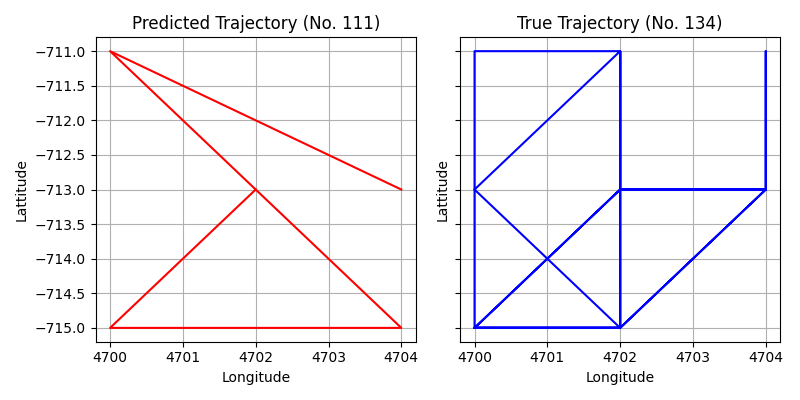 Predicted Trajectory (No. 111)
True Trajectory (No. 134)
Lattitude
−711.0
−711.5
−712.0
−712.5
−713.0
−713.5
−714.0
−714.5
−715.0
4700 4701 4702 4703 4704
Longitude
Lattitude
4700 4701 4702 4703 4704
Longitude